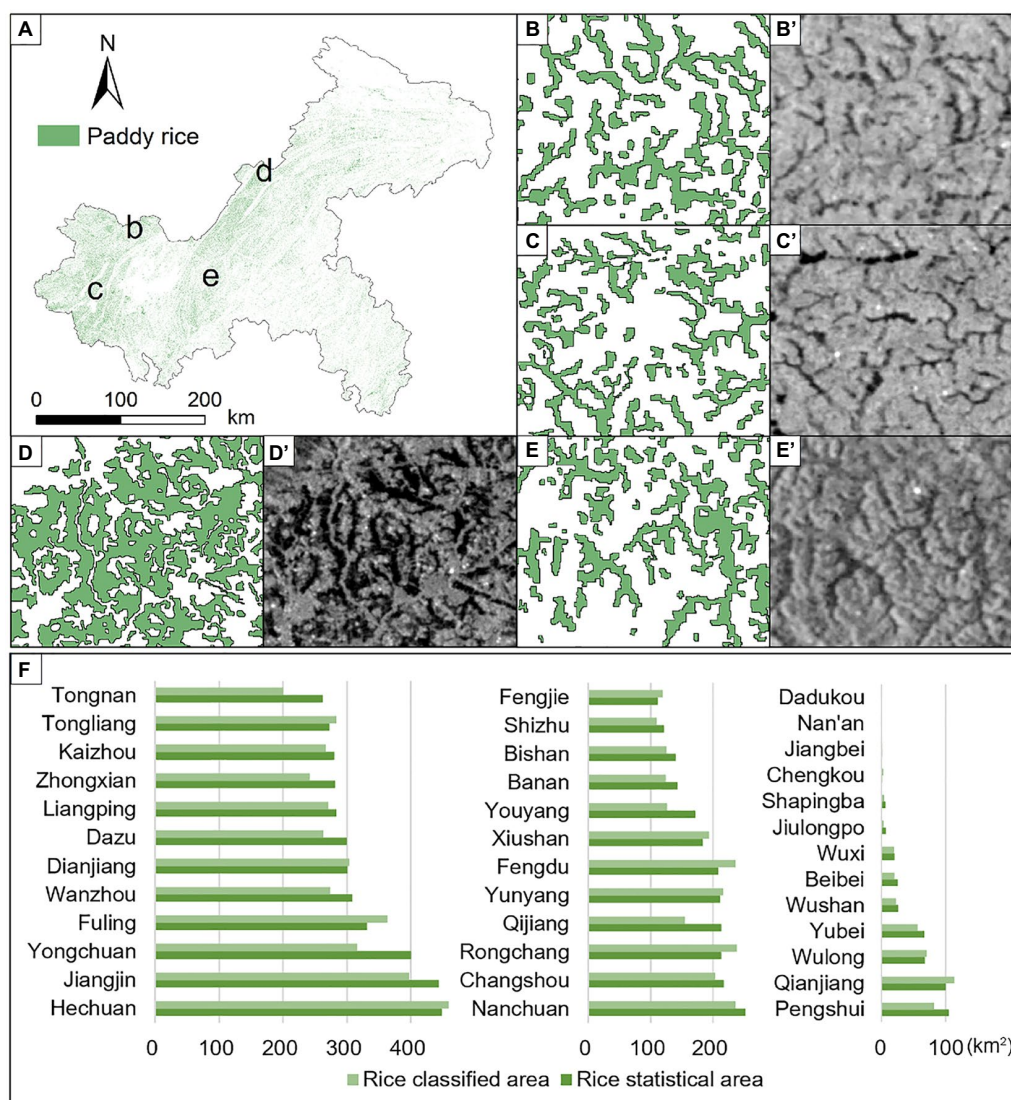 A
N
Paddy rice
d
b
e
c
0 100 200
km
B
B'
C
C'
D
D'
E
E'
F
Tongnan
Tongliang
Kaizhou
Zhongxian
Liangping
Dazu
Dianjiang
Wanzhou
Fuling
Yongchuan
Jiangjin
Hechuan
0 100 200 300 400
Fengjie
Shizhu
Bishan
Banan
Youyang
Xiushan
Fengdu
Yunyang
Qijiang
Rongchang
Changshou
Nanchuan
0 100 200
Dadukou
Nan'an
Jiangbei
Chengkou
Shapingba
Jiulongpo
Wuxi
Beibei
Wushan
Yubei
Wulong
Qianjiang
Pengshui
0 100 (km²)
Rice classified area Rice statistical area